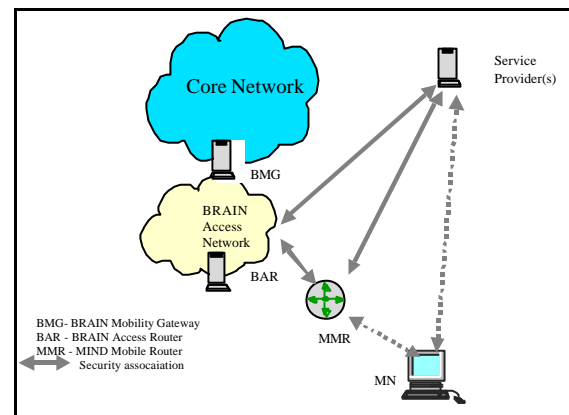 Core Network
Service
Provider(s)
BMG
BRAIN
Access
Network
BAR
MMR
MN
BMG- BRAIN Mobility Gateway
BAR - BRAIN Access Router
MMR - MIND Mobile Router
Security assocaiation